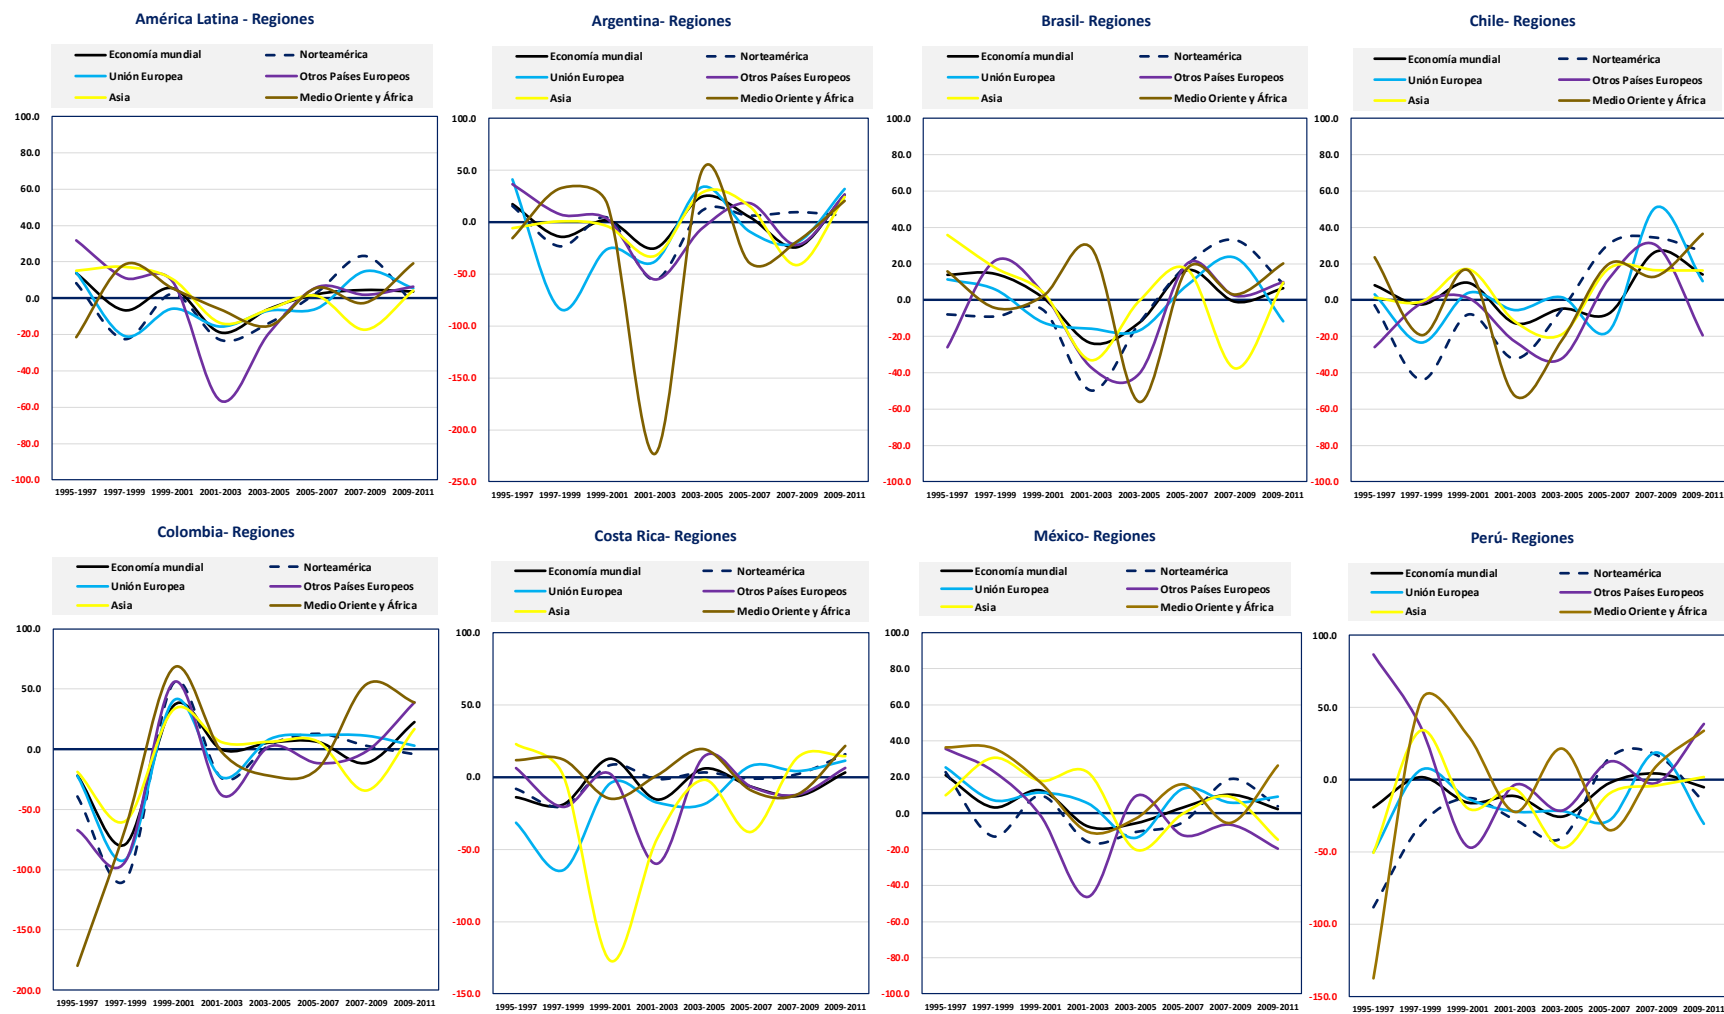 América Latina - Regiones
Economía mundial
Norteamérica
Unión Europea
Otros Países Europeos
Asia
Medio Oriente y África
100.0
80.0
60.0
40.0
20.0
0.0
-20.0
-40.0
-60.0
-80.0
-100.0
1995-1997 1997-1999 1999-2001 2001-2003 2003-2005 2005-2007 2007-2009 2009-2011
Argentina- Regiones
Economía mundial
Norteamérica
Unión Europea
Otros Países Europeos
Asia
Medio Oriente y África
100.0
50.0
0.0
-50.0
-100.0
-150.0
-200.0
-250.0
1995-1997 1997-1999 1999-2001 2001-2003 2003-2005 2005-2007 2007-2009 2009-2011
Brasil- Regiones
Economía mundial
Norteamérica
Unión Europea
Otros Países Europeos
Asia
Medio Oriente y África
100.0
80.0
60.0
40.0
20.0
0.0
-20.0
-40.0
-60.0
-80.0
-100.0
1995-1997 1997-1999 1999-2001 2001-2003 2003-2005 2005-2007 2007-2009 2009-2011
Chile- Regiones
Economía mundial
Norteamérica
Unión Europea
Otros Países Europeos
Asia
Medio Oriente y África
100.0
80.0
60.0
40.0
20.0
0.0
-20.0
-40.0
-60.0
-80.0
-100.0
1995-1997 1997-1999 1999-2001 2001-2003 2003-2005 2005-2007 2007-2009 2009-2011
Colombia- Regiones
Economía mundial
Norteamérica
Unión Europea
Otros Países Europeos
Asia
Medio Oriente y África
100.0
50.0
0.0
-50.0
-100.0
-150.0
-200.0
1995-1997 1997-1999 1999-2001 2001-2003 2003-2005 2005-2007 2007-2009 2009-2011
Costa Rica- Regiones
Economía mundial
Norteamérica
Unión Europea
Otros Países Europeos
Asia
Medio Oriente y África
100.0
50.0
0.0
-50.0
-100.0
-150.0
1995-1997 1997-1999 1999-2001 2001-2003 2003-2005 2005-2007 2007-2009 2009-2011
México- Regiones
Economía mundial
Norteamérica
Unión Europea
Otros Países Europeos
Asia
Medio Oriente y África
100.0
80.0
60.0
40.0
20.0
0.0
-20.0
-40.0
-60.0
-80.0
-100.0
1995-1997 1997-1999 1999-2001 2001-2003 2003-2005 2005-2007 2007-2009 2009-2011
Perú- Regiones
Economía mundial
Norteamérica
Unión Europea
Otros Países Europeos
Asia
Medio Oriente y África
100.0
50.0
0.0
-50.0
-100.0
-150.0
1995-1997 1997-1999 1999-2001 2001-2003 2003-2005 2005-2007 2007-2009 2009-2011